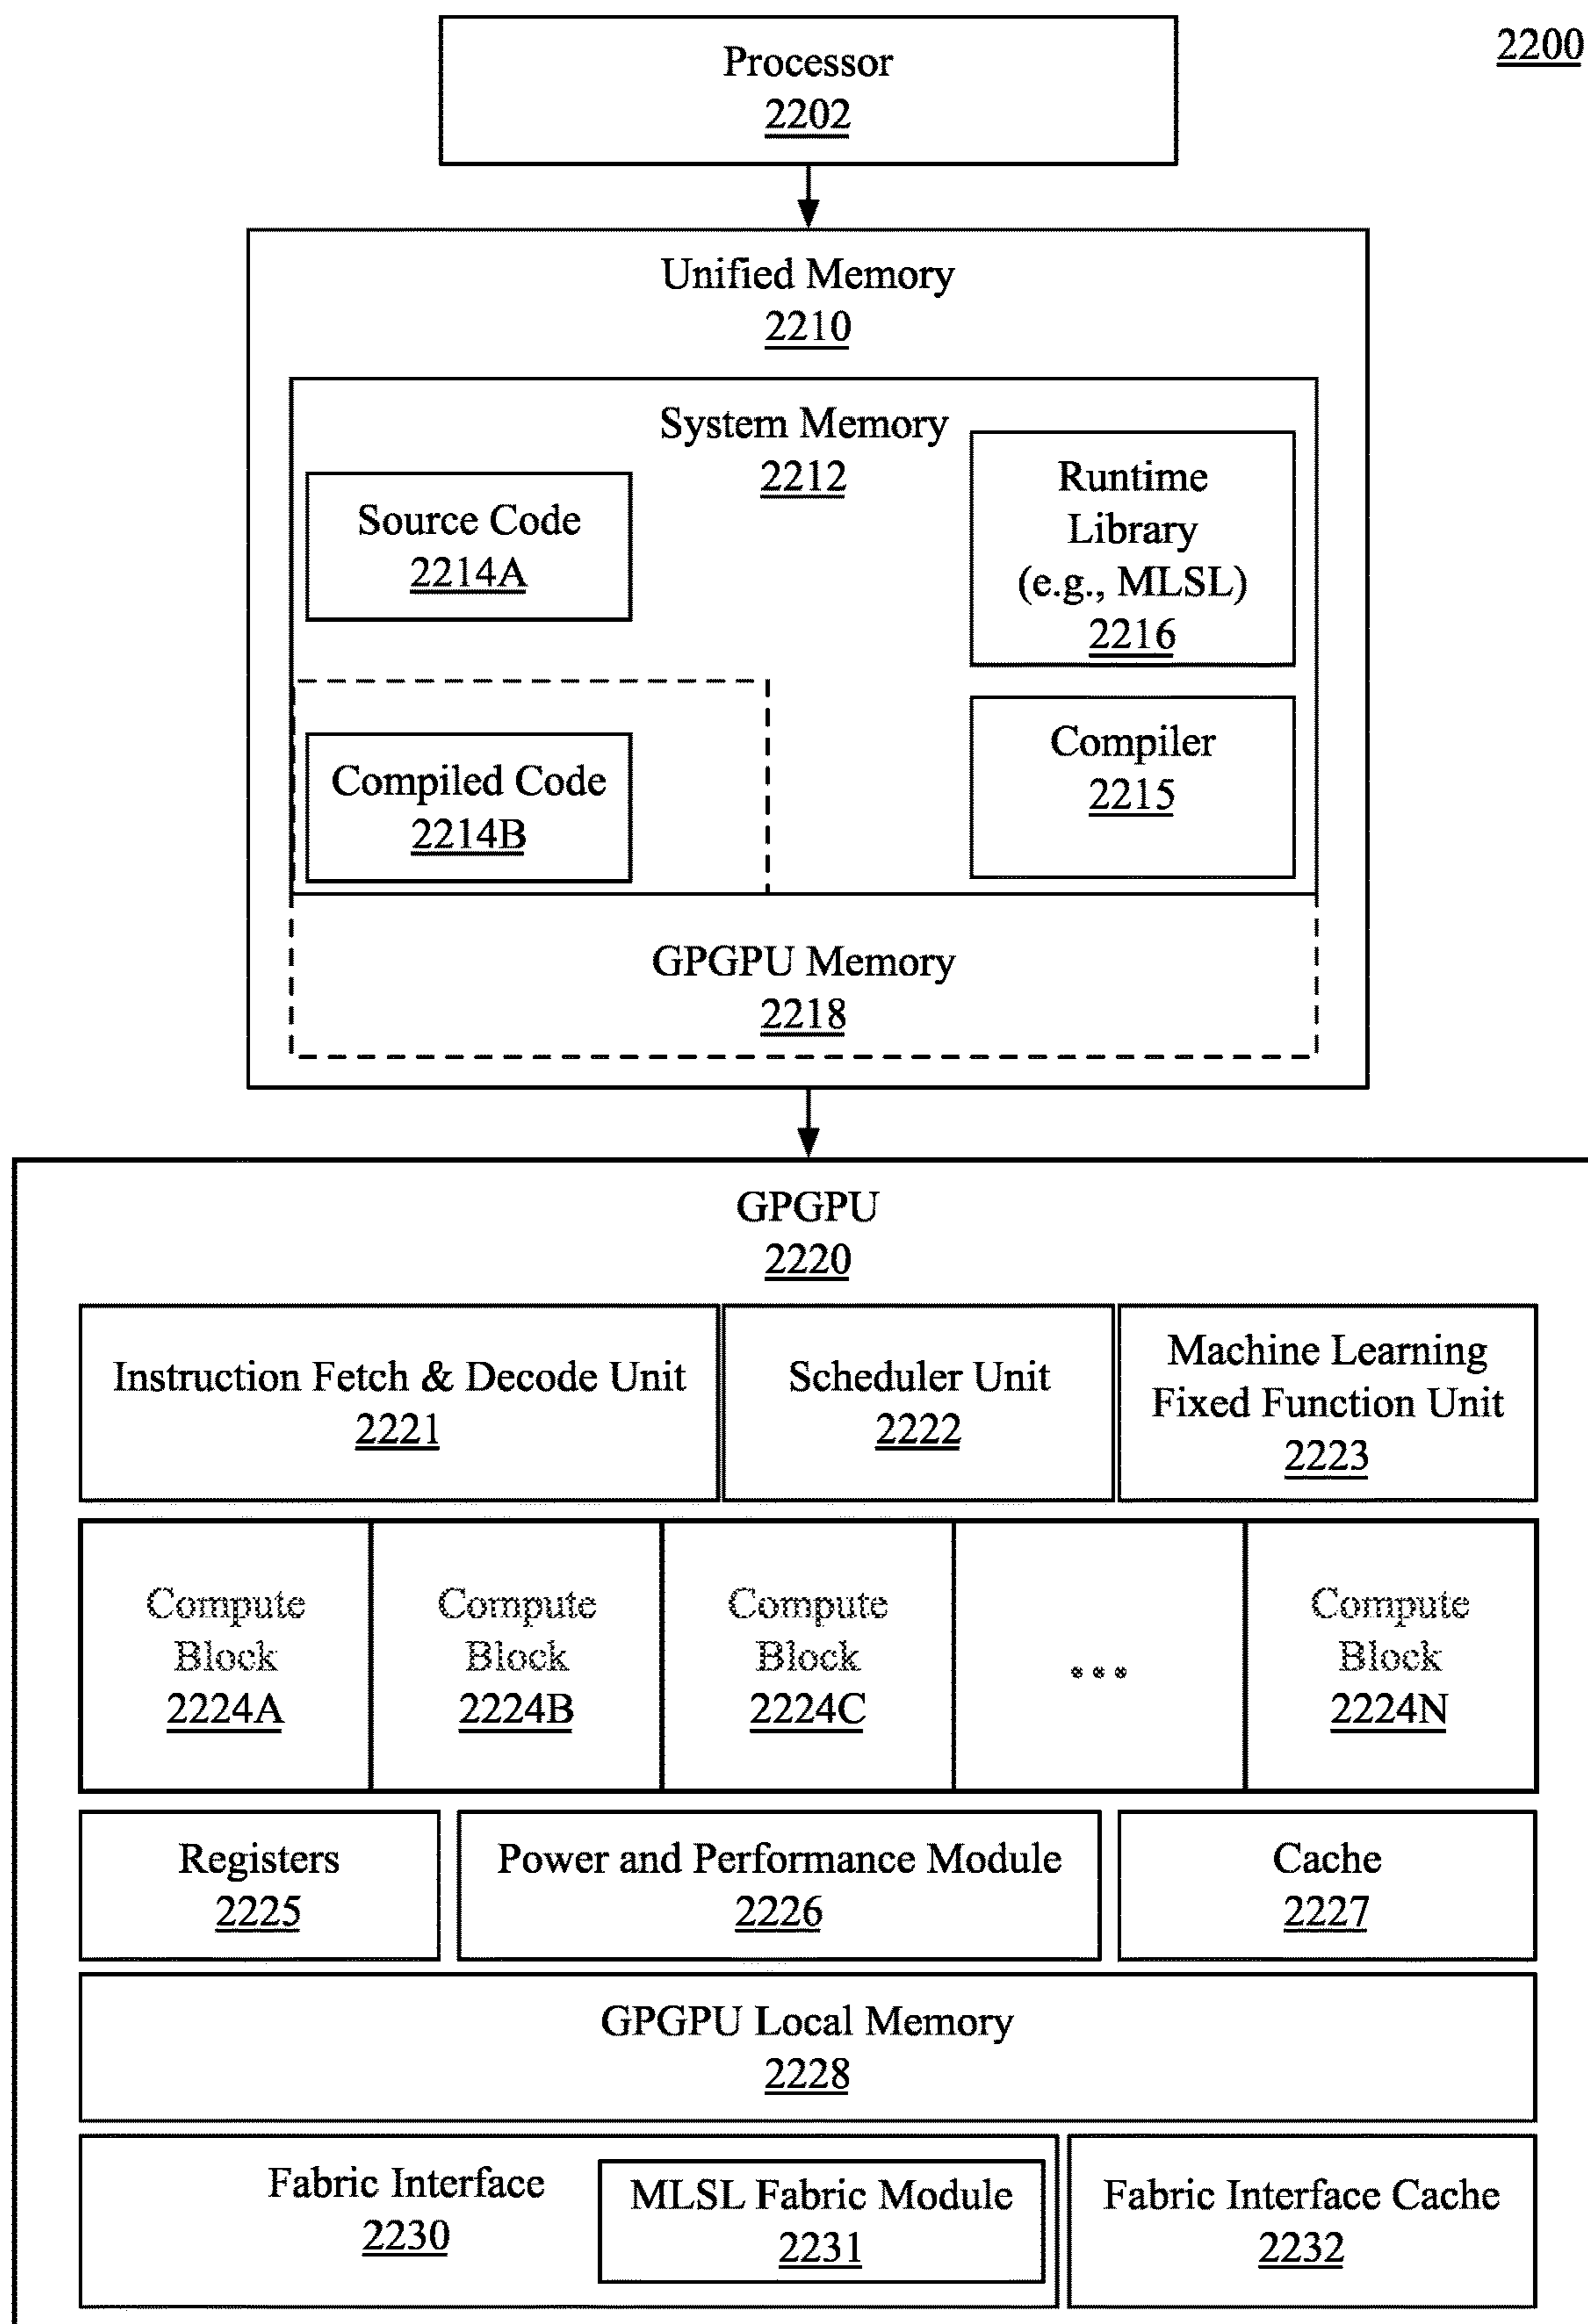 2200
Processor
2202
Unified Memory
2210
System Memory
2212
Source Code
2214A
Runtime
Library
(e.g., MLSL)
2216
Compiled Code
2214B
Compiler
2215
GPGPU Memory
2218
GPGPU
2220
Instruction Fetch & Decode Unit
2221
Scheduler Unit
2222
Machine Learning
Fixed Function Unit
2223
Compute
Block
2224A
Compute
Block
2224B
Compute
Block
2224C
...
Compute
Block
2224N
Registers
2225
Power and Performance Module
2226
Cache
2227
GPGPU Local Memory
2228
Fabric Interface
2230
MLSL Fabric Module
2231
Fabric Interface Cache
2232